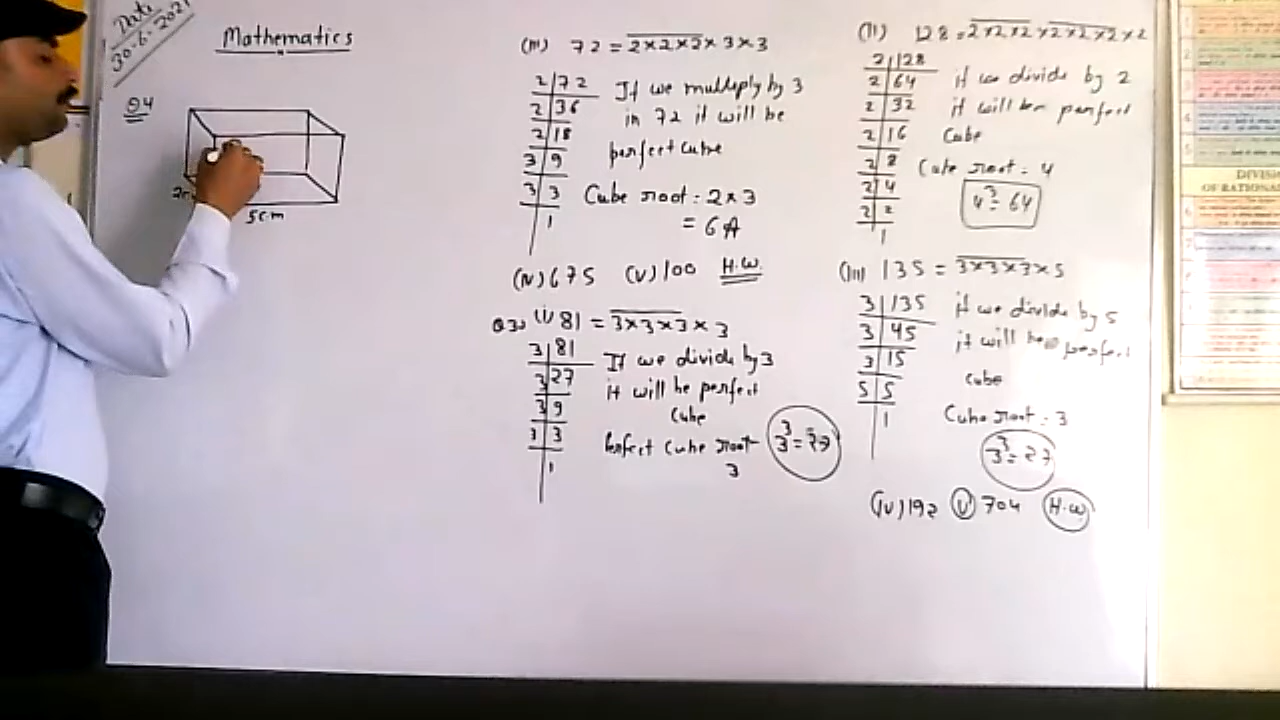 Date
30-6-2021
Mathematics
Q4
5cm
(III) 72 = 2×2×2×3×3
2 | 72
2 | 36
2 | 18
3 | 9
3 | 3
1
If we multiply by 3
in 72 it will be
perfect cube
Cube root: 2×3
= 6A
(IV) 675 (V) 100 H.W.
Q3. (i) 81 = 3×3×3×3
3 | 81
3 | 27
3 | 9
3 | 3
1
If we divide by 3
it will be perfect
Cube
Perfect Cube root
3
3³ = 27
(II) 128 = 2×2×2×2×2×2×2
2 | 128
2 | 64
2 | 32
2 | 16
2 | 8
2 | 4
2 | 2
1
if we divide by 2
it will be perfect
Cube
Cube root: 4
4³ = 64
(III) 135 = 3×3×3×5
3 | 135
3 | 45
3 | 15
5 | 5
1
if we divide by 5
it will be perfect
Cube
Cube root: 3
3³ = 27
(IV) 192 (V) 704 H.W
DIVISI
OF RATIONA